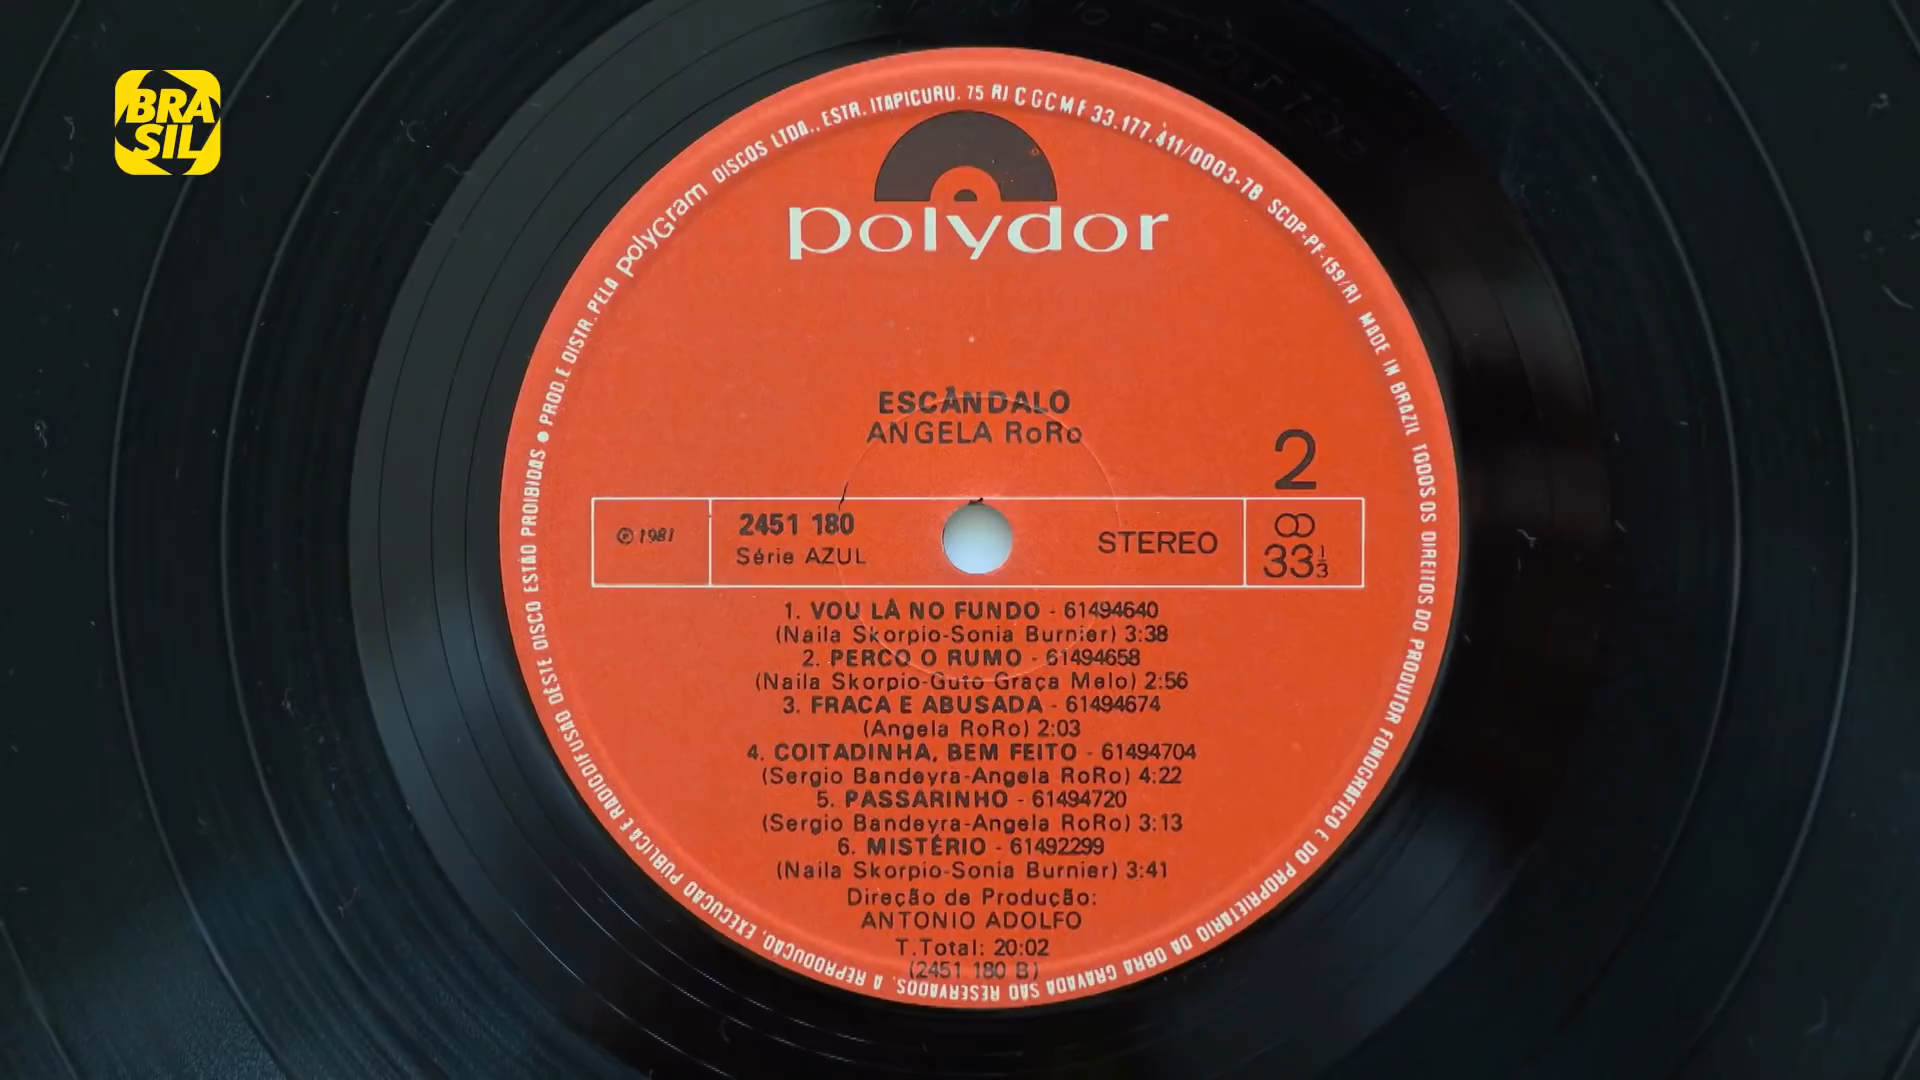 BRA
SIL
PROD.E DISTR. PELA polyGram DISCOS LTDA., ESTR. ITAPICURU. 75 RJ CGCMF 33.177.411/0003-78 SCDP-PF-159/RJ MADE IN BRAZIL TODOS OS DIREITOS DO PRODUTOR FONOGRÁFICO E DO PROPRIETÁRIO DA OBRA GRAVADA SÃO RESERVADOS. A REPRODUÇÃO, EXECUÇÃO PUBLICA E RADIODIFUSÃO DESTE DISCO ESTÃO PROIBIDAS ●
polydor
ESCÂNDALO
ANGELA RoRo
2
℗ 1981
2451 180
Série AZUL
STEREO
33 1/3
1. VOU LÁ NO FUNDO - 61494640
(Naila Skorpio-Sonia Burnier) 3:38
2. PERCO O RUMO - 61494658
(Naila Skorpio-Guto Graça Melo) 2:56
3. FRACA E ABUSADA - 61494674
(Angela RoRo) 2:03
4. COITADINHA, BEM FEITO - 61494704
(Sergio Bandeyra-Angela RoRo) 4:22
5. PASSARINHO - 61494720
(Sergio Bandeyra-Angela RoRo) 3:13
6. MISTÉRIO - 61492299
(Naila Skorpio-Sonia Burnier) 3:41
Direção de Produção:
ANTONIO ADOLFO
T.Total: 20:02
(2451 180 B)